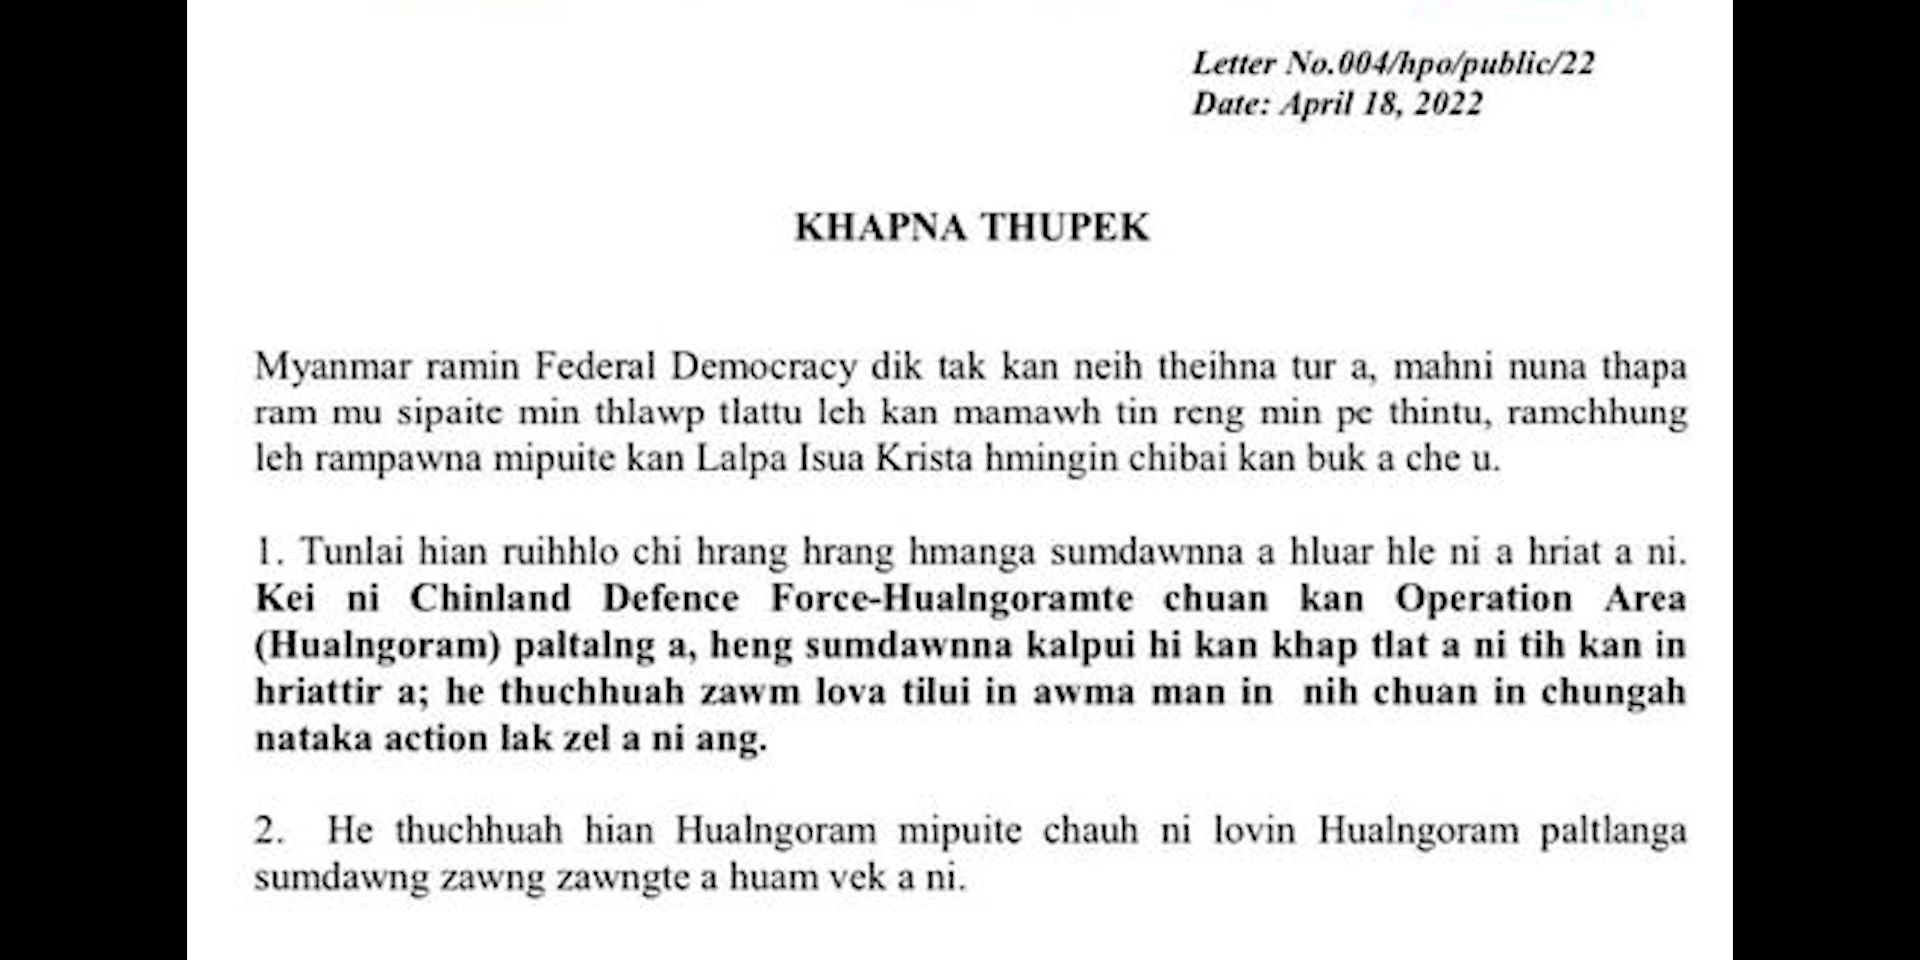 Letter No.004/hpo/public/22
Date: April 18, 2022
KHAPNA THUPEK
Myanmar ramin Federal Democracy dik tak kan neih theihna tur a, mahni nuna thapa
ram mu sipaite min thlawp tlattu leh kan mamawh tin reng min pe thintu, ramchhung
leh rampawna mipuite kan Lalpa Isua Krista hmingin chibai kan buk a che u.
1. Tunlai hian ruihhlo chi hrang hrang hmanga sumdawnna a hluar hle ni a hriat a ni.
Kei ni Chinland Defence Force-Hualngoramte chuan kan Operation Area
(Hualngoram) paltalng a, heng sumdawnna kalpui hi kan khap tlat a ni tih kan in
hriattir a; he thuchhuah zawm lova tilui in awma man in nih chuan in chungah
nataka action lak zel a ni ang.
2. He thuchhuah hian Hualngoram mipuite chauh ni lovin Hualngoram paltlanga
sumdawng zawng zawngte a huam vek a ni.